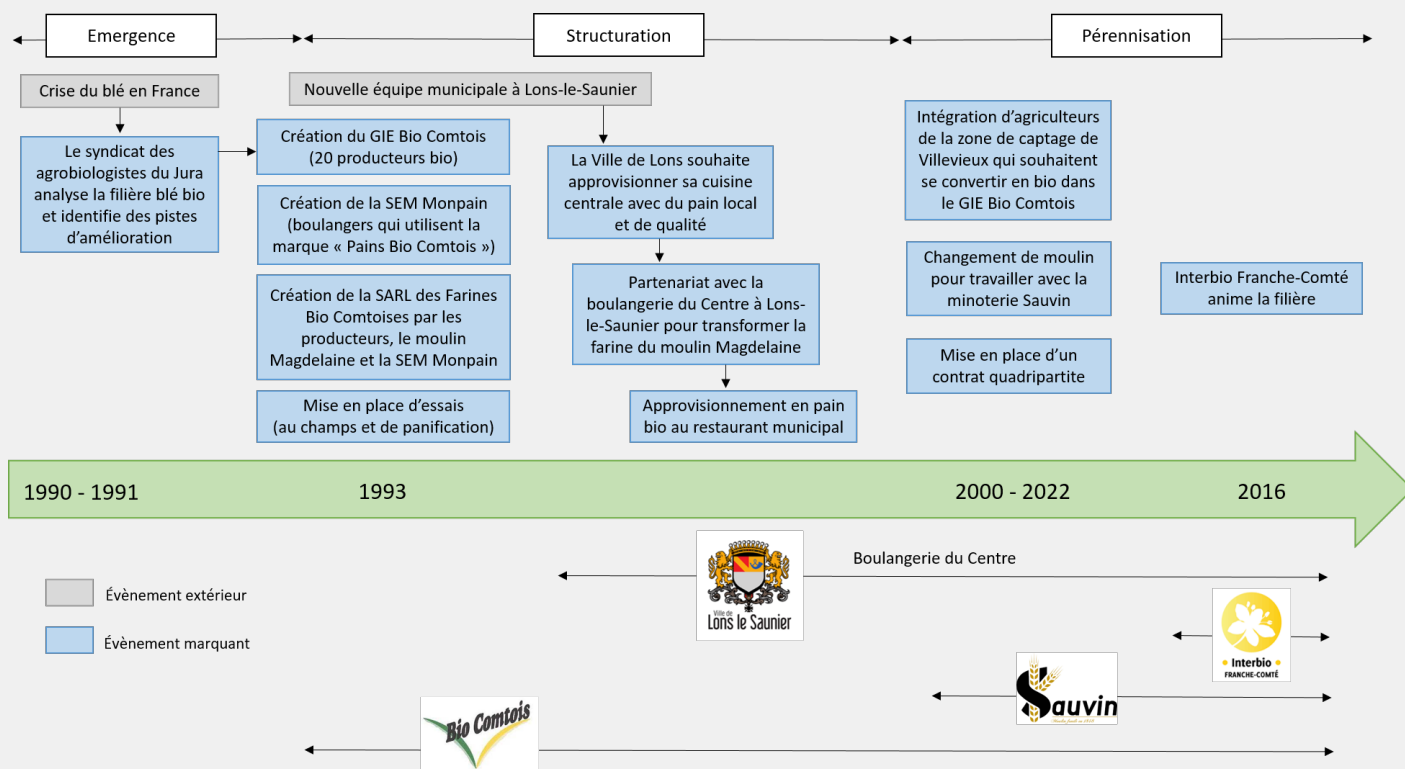 Emergence
Structuration
Pérennisation
Crise du blé en France
Nouvelle équipe municipale à Lons-le-Saunier
Le syndicat des
agrobiologistes du Jura
analyse la filière blé bio
et identifie des pistes
d’amélioration
Création du GIE Bio Comtois
(20 producteurs bio)
Création de la SEM Monpain
(boulangers qui utilisent la
marque « Pains Bio Comtois »)
Création de la SARL des Farines
Bio Comtoises par les
producteurs, le moulin
Magdelaine et la SEM Monpain
Mise en place d’essais
(au champs et de panification)
La Ville de Lons souhaite
approvisionner sa cuisine
centrale avec du pain local
et de qualité
Partenariat avec la
boulangerie du Centre à Lons-
le-Saunier pour transformer la
farine du moulin Magdelaine
Approvisionnement en pain
bio au restaurant municipal
Intégration d’agriculteurs
de la zone de captage de
Villevieux qui souhaitent
se convertir en bio dans
le GIE Bio Comtois
Changement de moulin
pour travailler avec la
minoterie Sauvin
Mise en place d’un
contrat quadripartite
Interbio Franche-Comté
anime la filière
1990 - 1991
1993
2000 - 2022
2016
Évènement extérieur
Évènement marquant
Ville de
Lons le Saunier
Boulangerie du Centre
Interbio
FRANCHE-COMTÉ
Sauvin
Bio Comtois